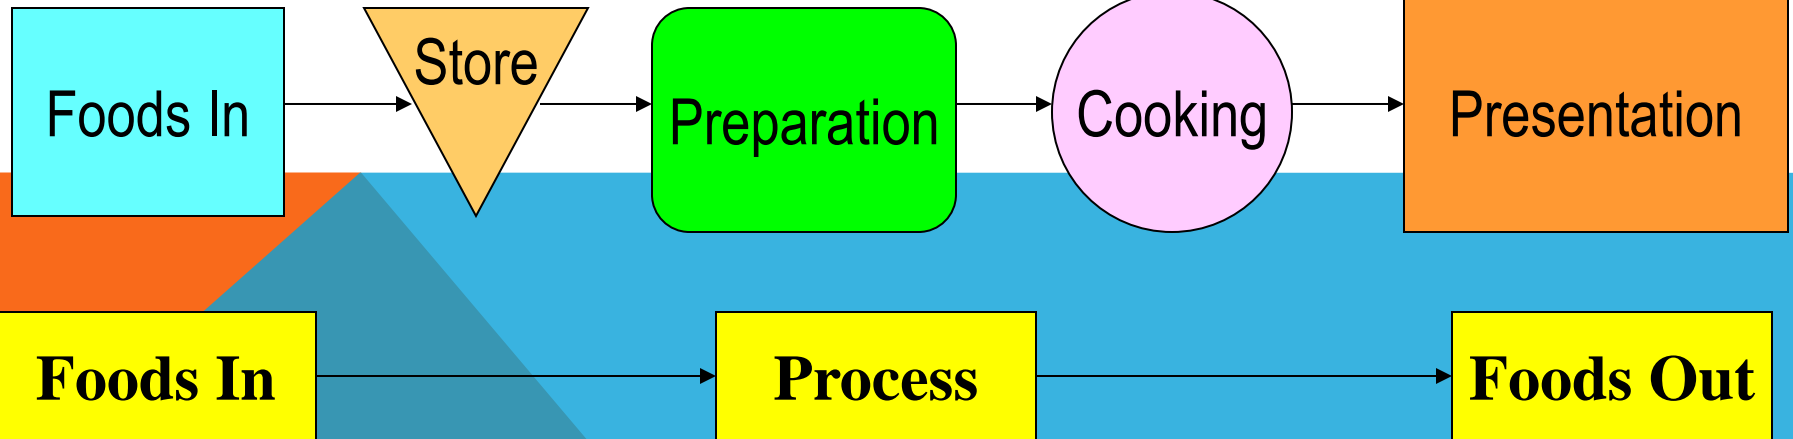 Foods In
Store
Preparation
Cooking
Presentation
Foods In
Process
Foods Out